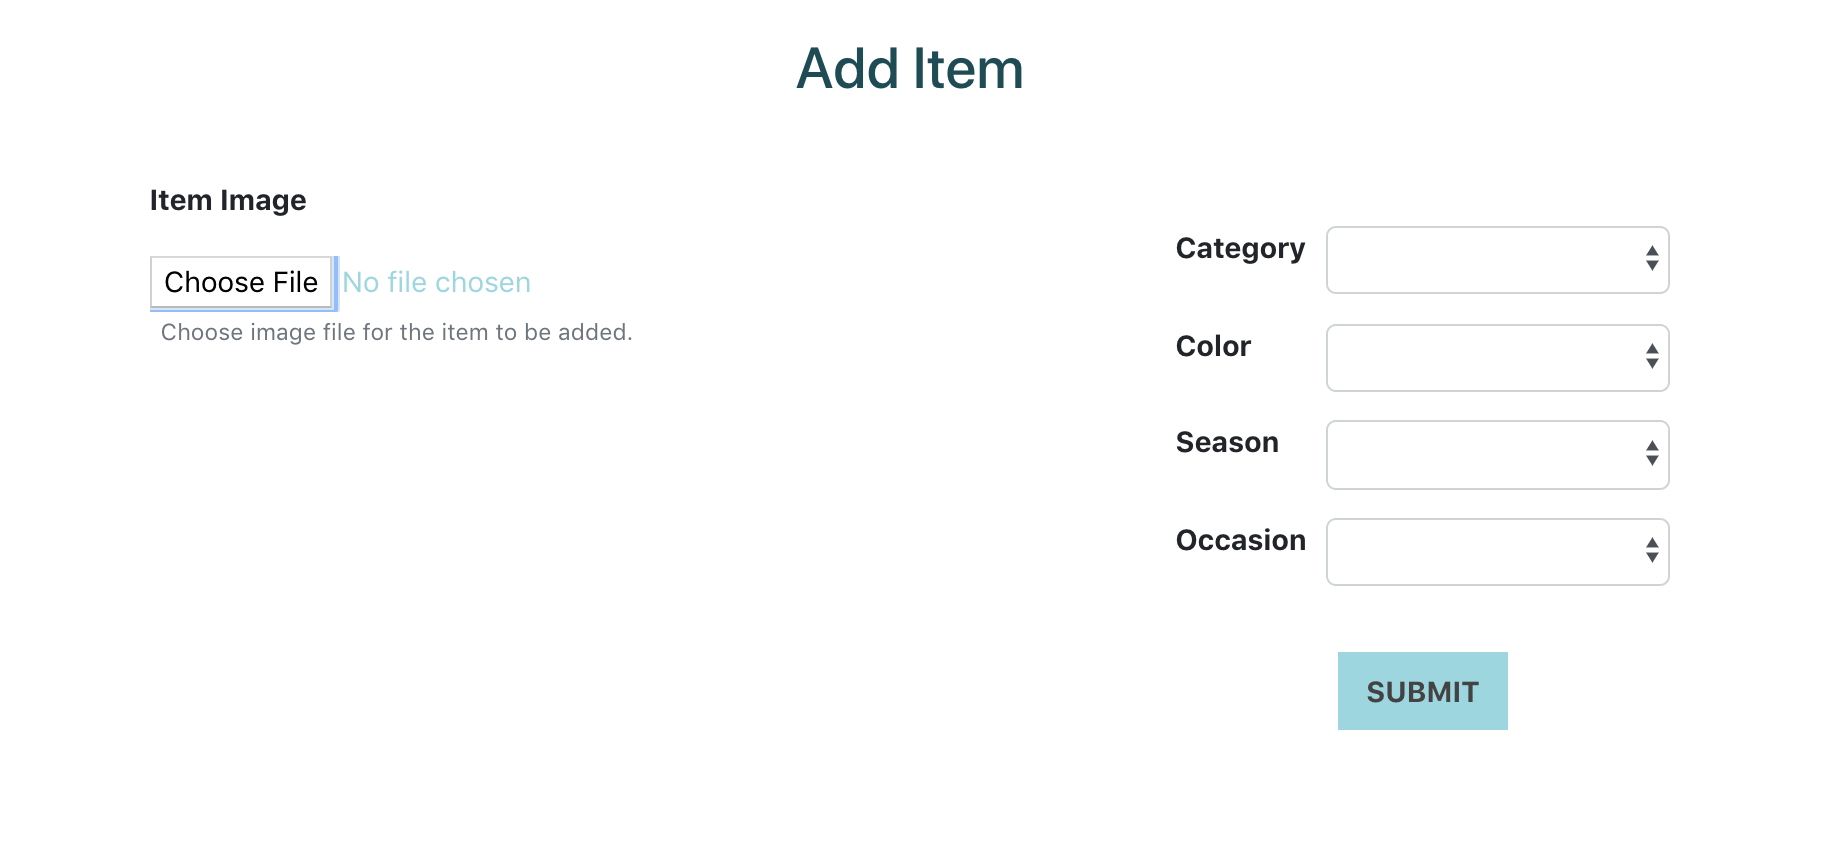 Add Item
Item Image
Choose File No file chosen
Choose image file for the item to be added.
Category
Color
Season
Occasion
SUBMIT